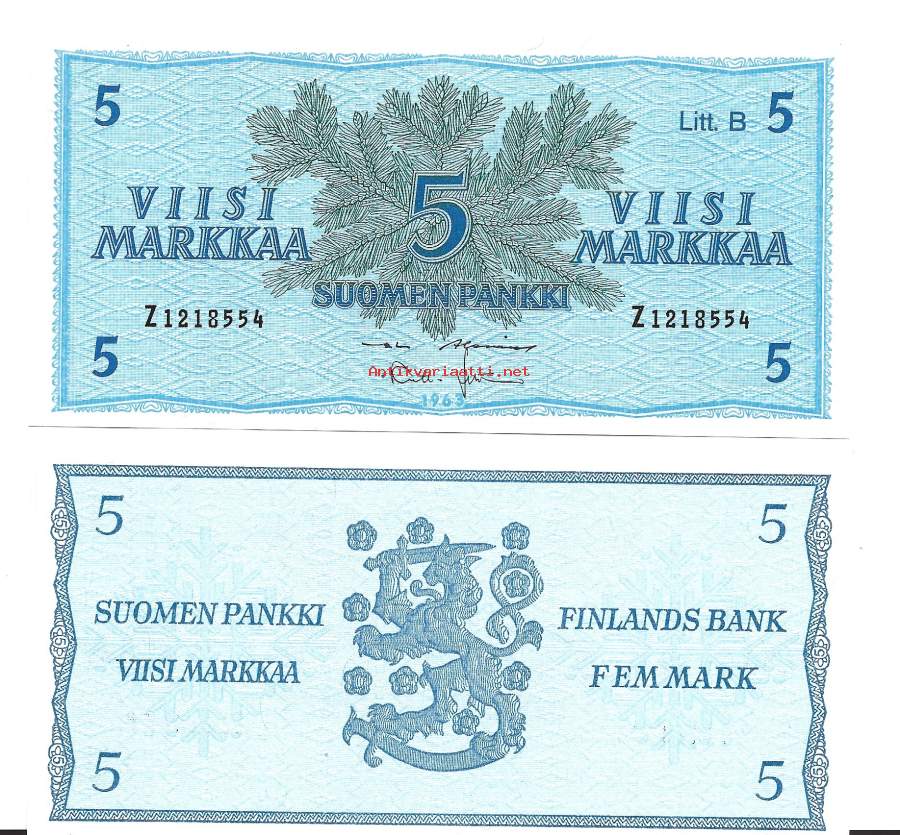 5
Litt. B 5
VIISI MARKKAA
5
VIISI MARKKAA
SUOMEN PANKKI
Z1218554
Z1218554
5
5
Antikvariaatti.net
1963
5
5
SUOMEN PANKKI
FINLANDS BANK
VIISI MARKKAA
FEM MARK
5
5